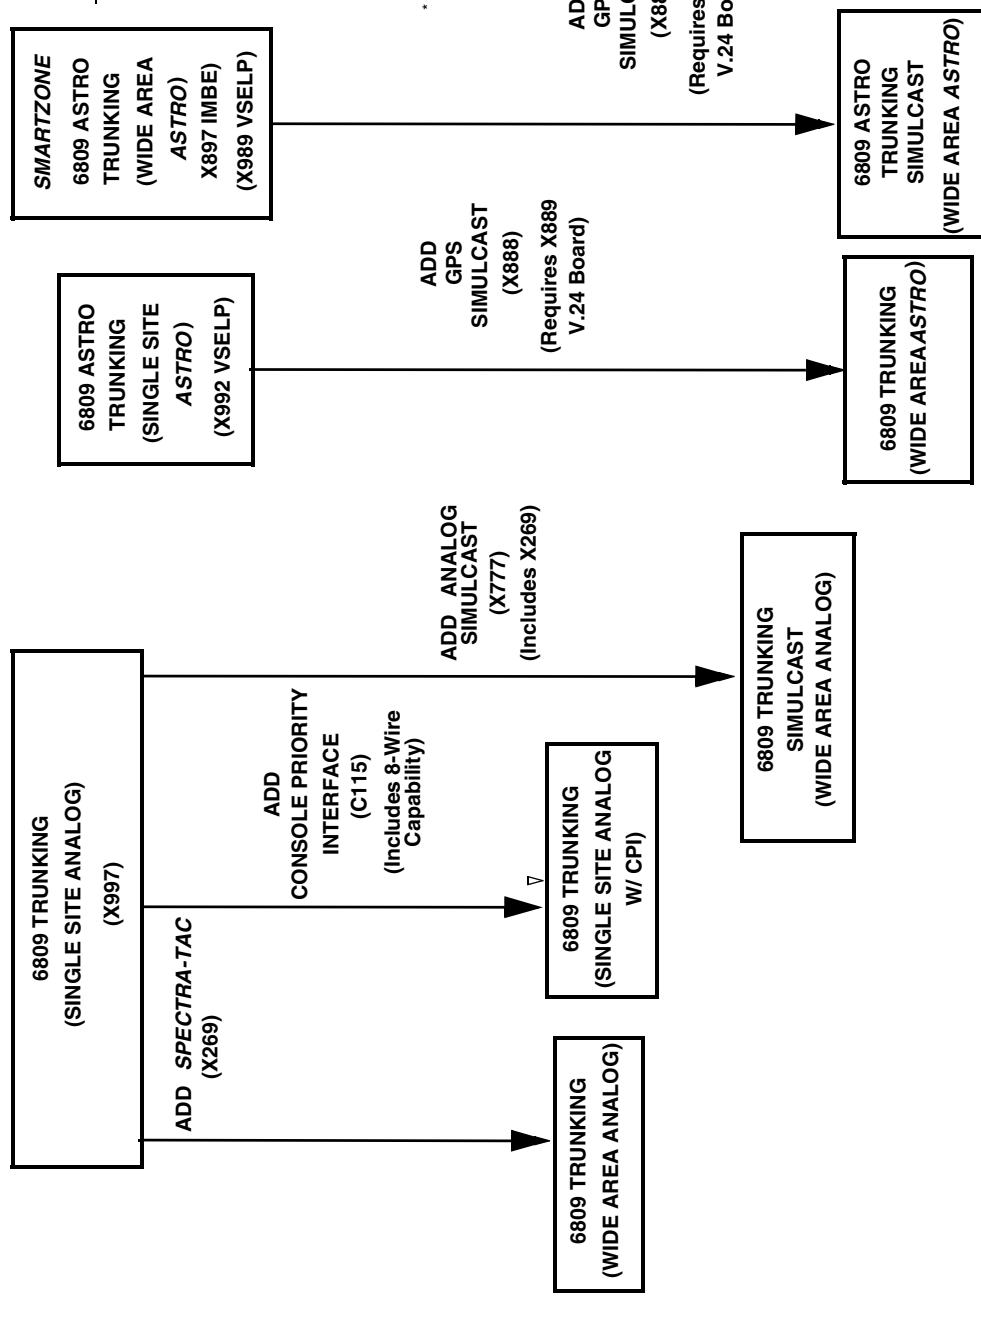 6809 TRUNKING
(SINGLE SITE ANALOG)
(X997)
ADD SPECTRA-TAC
(X269)
6809 TRUNKING
(WIDE AREA ANALOG)
ADD
CONSOLE PRIORITY
INTERFACE
(C115)
(Includes 8-Wire
Capability)
6809 TRUNKING
(SINGLE SITE ANALOG
W/ CPI)
ADD ANALOG
SIMULCAST
(X777)
(Includes X269)
6809 TRUNKING
SIMULCAST
(WIDE AREA ANALOG)
6809 ASTRO
TRUNKING
(SINGLE SITE
ASTRO)
(X992 VSELP)
ADD
GPS
SIMULCAST
(X888)
(Requires X889
V.24 Board)
6809 TRUNKING
(WIDE AREA ASTRO)
SMARTZONE
6809 ASTRO
TRUNKING
(WIDE AREA
ASTRO)
X897 IMBE)
(X989 VSELP)
*
(Requires
V.24
6809 ASTRO
TRUNKING
SIMULCAST
(WIDE AREA ASTRO)